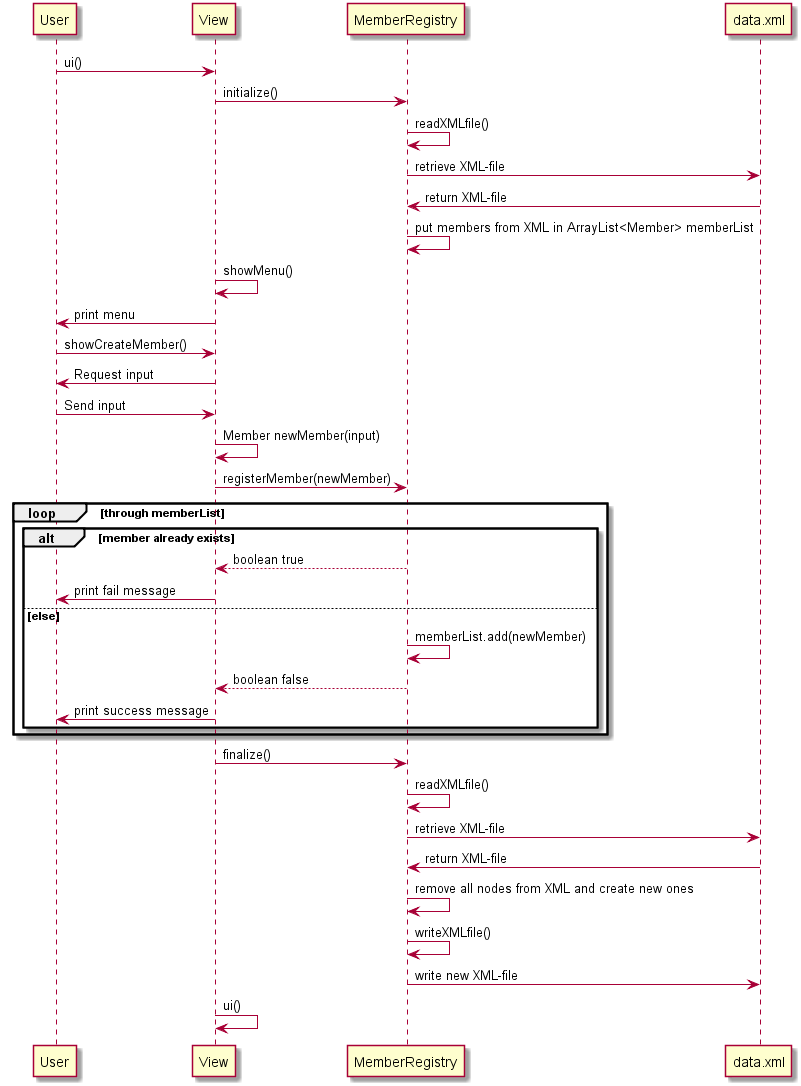 User View MemberRegistry data.xml
ui()
initialize()
readXMLfile()
retrieve XML-file
return XML-file
put members from XML in ArrayList<Member> memberList
showMenu()
print menu
showCreateMember()
Request input
Send input
Member newMember(input)
registerMember(newMember)
loop [through memberList]
alt [member already exists]
boolean true
print fail message
[else]
memberList.add(newMember)
boolean false
print success message
finalize()
readXMLfile()
retrieve XML-file
return XML-file
remove all nodes from XML and create new ones
writeXMLfile()
write new XML-file
ui()
User View MemberRegistry data.xml